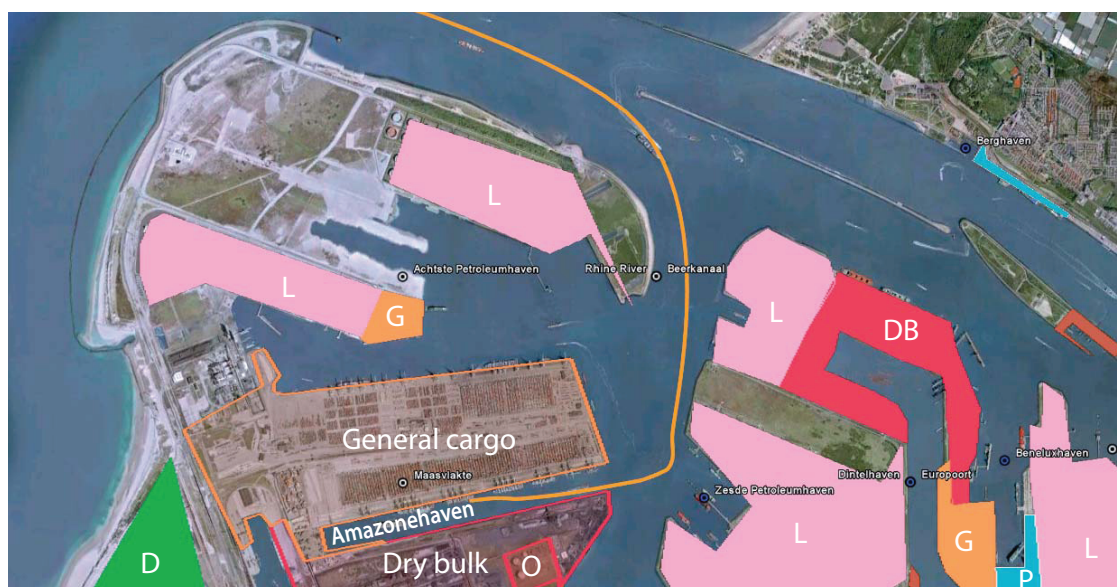 Berghaven
L
L
Achtste Petroleumhaven
Rhine River
Beerkanaal
G
L
DB
General cargo
Maasvlakte
Beneluxhaven
Dintelhaven
Europoort
Zesde Petroleumhaven
Amazonehaven
L
G
L
D
Dry bulk
O
P